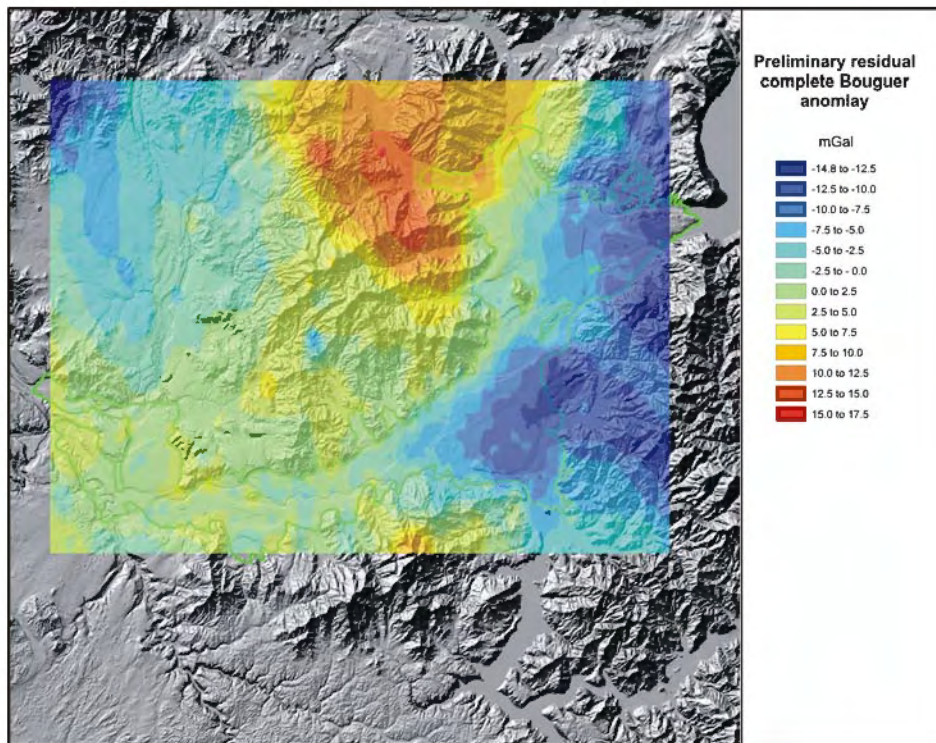 Preliminary residual
complete Bouguer
anomlay
mGal
-14.8 to -12.5
-12.5 to -10.0
-10.0 to -7.5
-7.5 to -5.0
-5.0 to -2.5
-2.5 to - 0.0
0.0 to 2.5
2.5 to 5.0
5.0 to 7.5
7.5 to 10.0
10.0 to 12.5
12.5 to 15.0
15.0 to 17.5